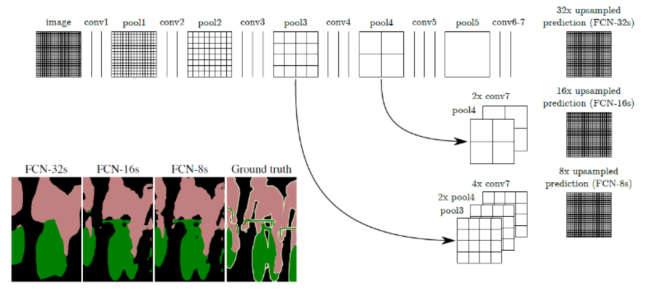 32x upsampled
image conv1 pool1 conv2 pool2 conv3 pool3 conv4 pool4 conv5 pool5 conv6-7 prediction (FCN-32s)
16x upsampled
2x conv7 prediction (FCN-16s)
pool4
FCN-32s FCN-16s FCN-8s Ground truth
8x upsampled
4x conv7 prediction (FCN-8s)
2x pool4
pool3